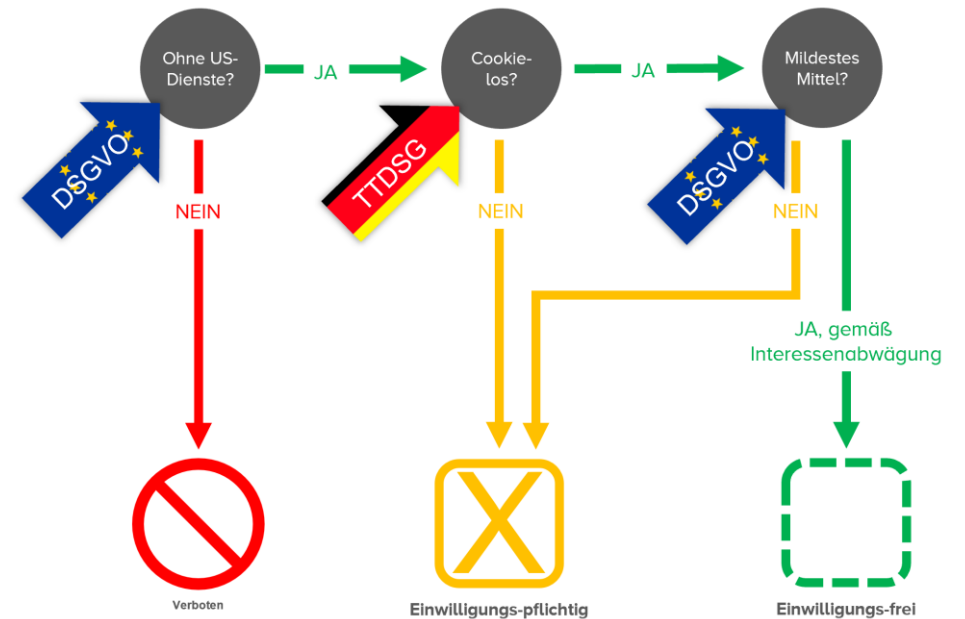 Ohne US-
Dienste?
JA
Cookie-
los?
JA
Mildestes
Mittel?
DSGVO
TTDSG
DSGVO
NEIN
NEIN
NEIN
JA, gemäß
Interessenabwägung
X
Verboten
Einwilligungs-pflichtig
Einwilligungs-frei